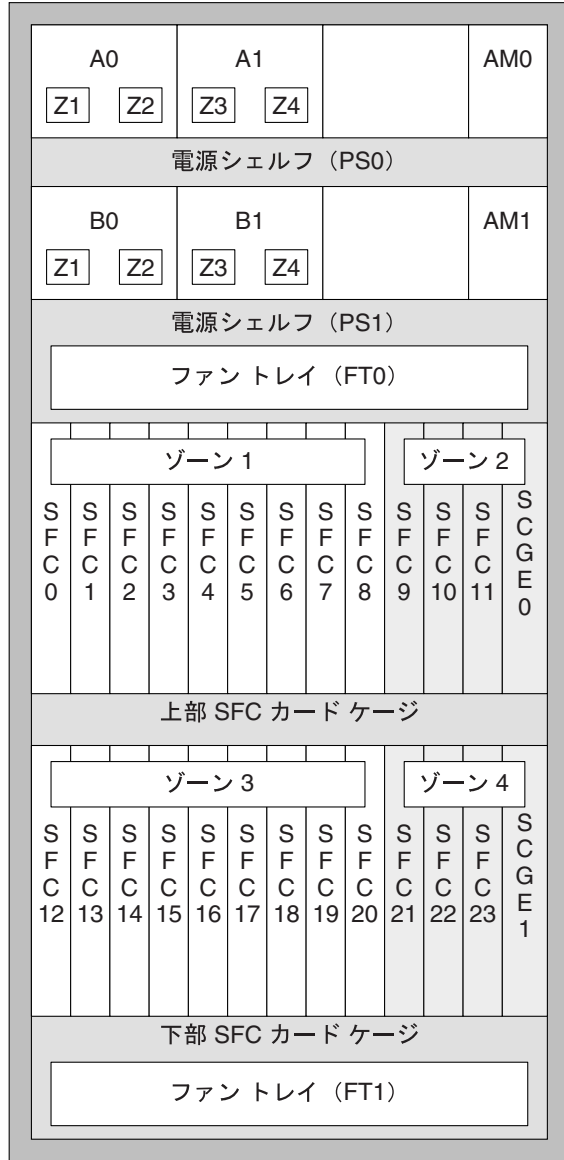 A0 A1 AM0
Z1 Z2 Z3 Z4
電源シェルフ（PS0）
B0 B1 AM1
Z1 Z2 Z3 Z4
電源シェルフ（PS1）
ファン トレイ（FT0）
ゾーン 1 ゾーン 2
SFC0 SFC1 SFC2 SFC3 SFC4 SFC5 SFC6 SFC7 SFC8 SFC9 SFC10 SFC11 SCGE0
上部 SFC カード ケージ
ゾーン 3 ゾーン 4
SFC12 SFC13 SFC14 SFC15 SFC16 SFC17 SFC18 SFC19 SFC20 SFC21 SFC22 SFC23 SCGE1
下部 SFC カード ケージ
ファン トレイ（FT1）